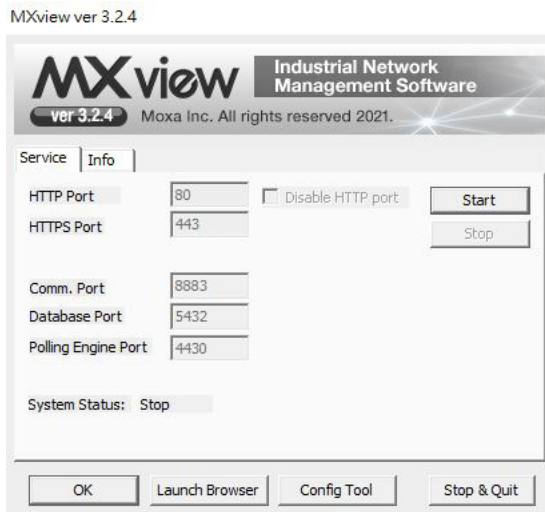 MXview ver 3.2.4
MXview
Industrial Network
Management Software
ver 3.2.4
Moxa Inc. All rights reserved 2021.
Service
Info
HTTP Port
80
Disable HTTP port
Start
HTTPS Port
443
Stop
Comm. Port
8883
Database Port
5432
Polling Engine Port
4430
System Status: Stop
OK
Launch Browser
Config Tool
Stop & Quit